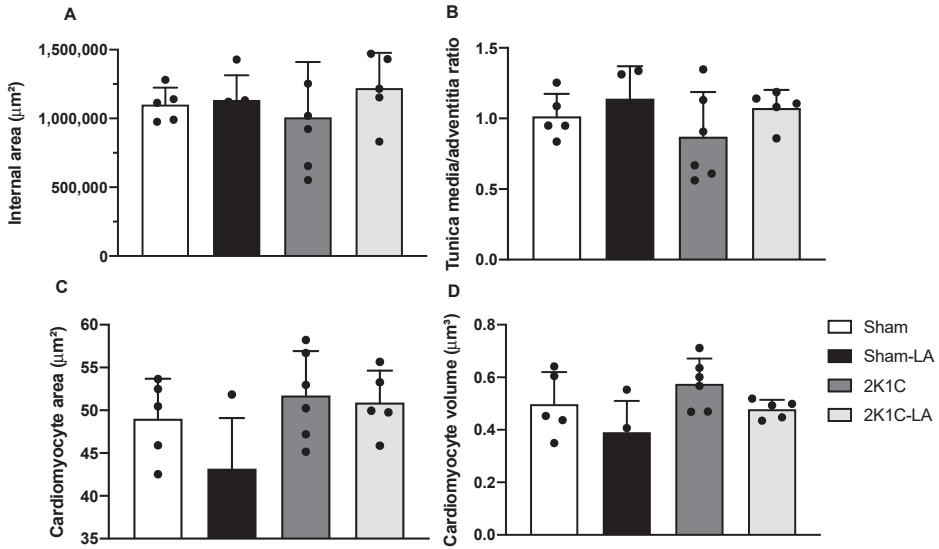 A
Internal area (μm²)
1,500,000
1,000,000
500,000
0
B
Tunica media/adventitia ratio
1.5
1.0
0.5
0.0
C
Cardiomyocyte area (μm²)
60
55
50
45
40
35
D
Cardiomyocyte volume (μm³)
0.8
0.6
0.4
0.2
0.0
Sham
Sham-LA
2K1C
2K1C-LA